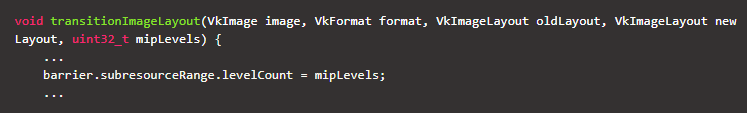 void transitionImageLayout(VkImage image, VkFormat format, VkImageLayout oldLayout, VkImageLayout new
Layout, uint32_t mipLevels) {
    ...
    barrier.subresourceRange.levelCount = mipLevels;
    ...